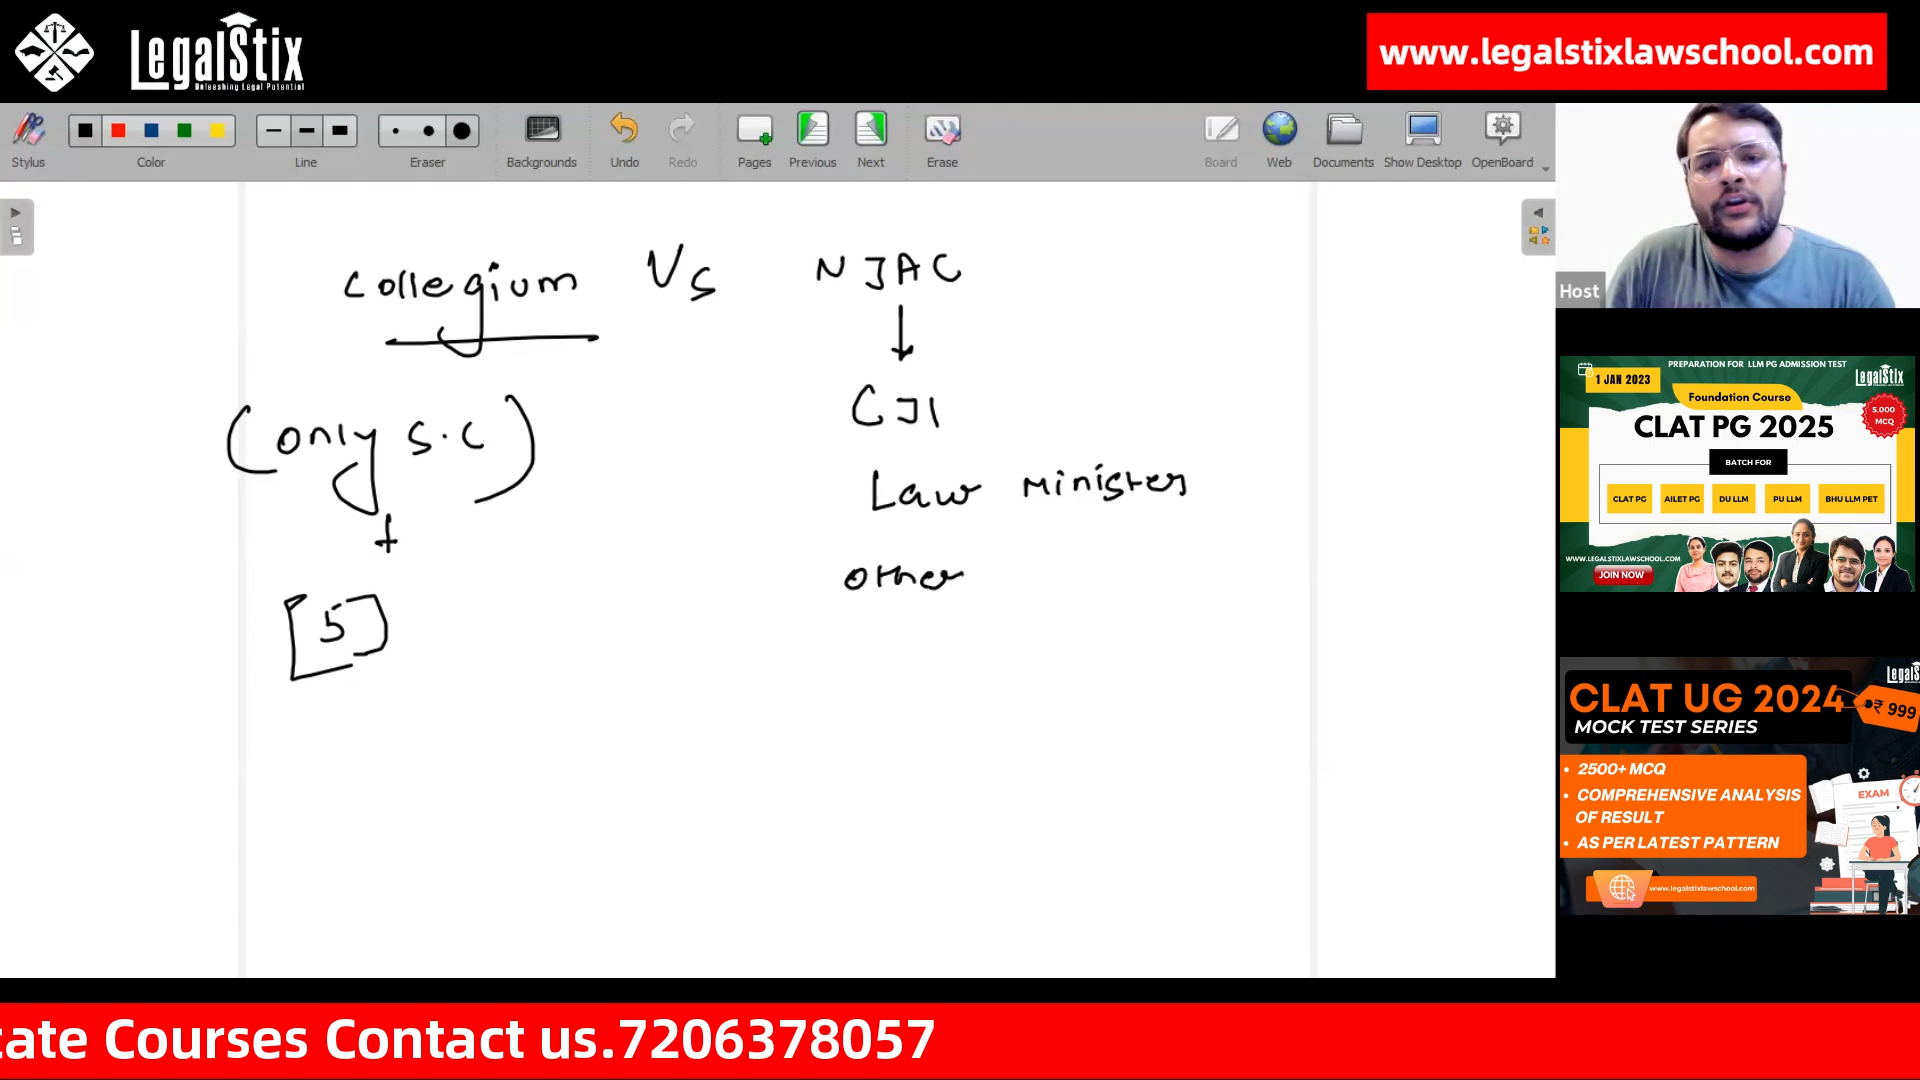 LegalStix
Unleashing Legal Potential
www.legalstixlawschool.com
Stylus
Color
Line
Eraser
Backgrounds
Undo
Redo
Pages
Previous
Next
Erase
Board
Web
Documents
Show Desktop
OpenBoard
Collegium Vs NJAC
(only S.C)
[5]
CJI
Law Minister
other
Host
PREPARATION FOR LLM PG ADMISSION TEST
1 JAN 2023
LegalStix
Foundation Course
5,000
MCQ
CLAT PG 2025
BATCH FOR
CLAT PG
AILET PG
DU LLM
PU LLM
BHU LLM PET
WWW.LEGALSTIXLAWSCHOOL.COM
JOIN NOW
LegalS
CLAT UG 2024
₹ 999
MOCK TEST SERIES
• 2500+ MCQ
• COMPREHENSIVE ANALYSIS
OF RESULT
• AS PER LATEST PATTERN
EXAM
www.legalstixlawschool.com
cate Courses Contact us.7206378057